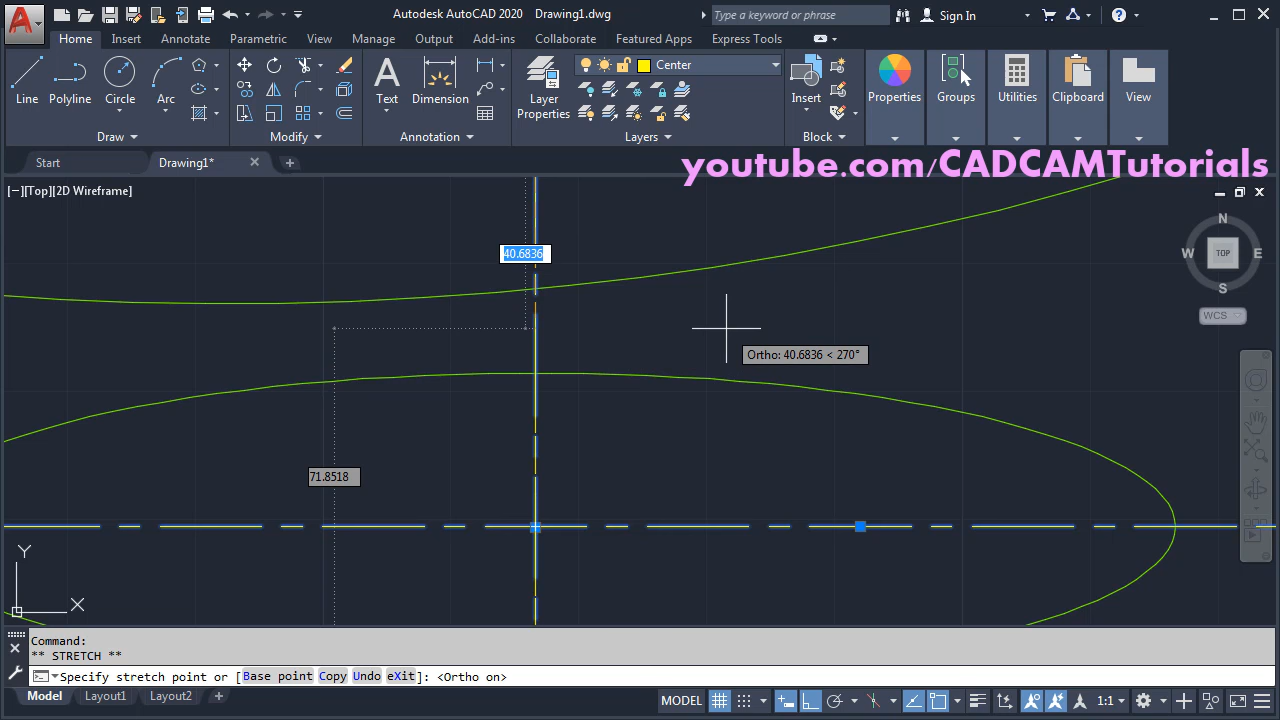 Autodesk AutoCAD 2020 Drawing1.dwg
Type a keyword or phrase
Sign In
Home Insert Annotate Parametric View Manage Output Add-ins Collaborate Featured Apps Express Tools
Line Polyline Circle Arc
Text Dimension
Layer
Properties
Center
Insert
Properties Groups Utilities Clipboard View
Draw Modify Annotation Layers Block
Start Drawing1*
youtube.com/CADCAMTutorials
[−][Top][2D Wireframe]
N
W TOP E
S
WCS
40.6836
Ortho: 40.6836 < 270°
71.8518
Y
X
Command:
** STRETCH **
Specify stretch point or [Base point Copy Undo eXit]: <Ortho on>
Model Layout1 Layout2
MODEL 1:1